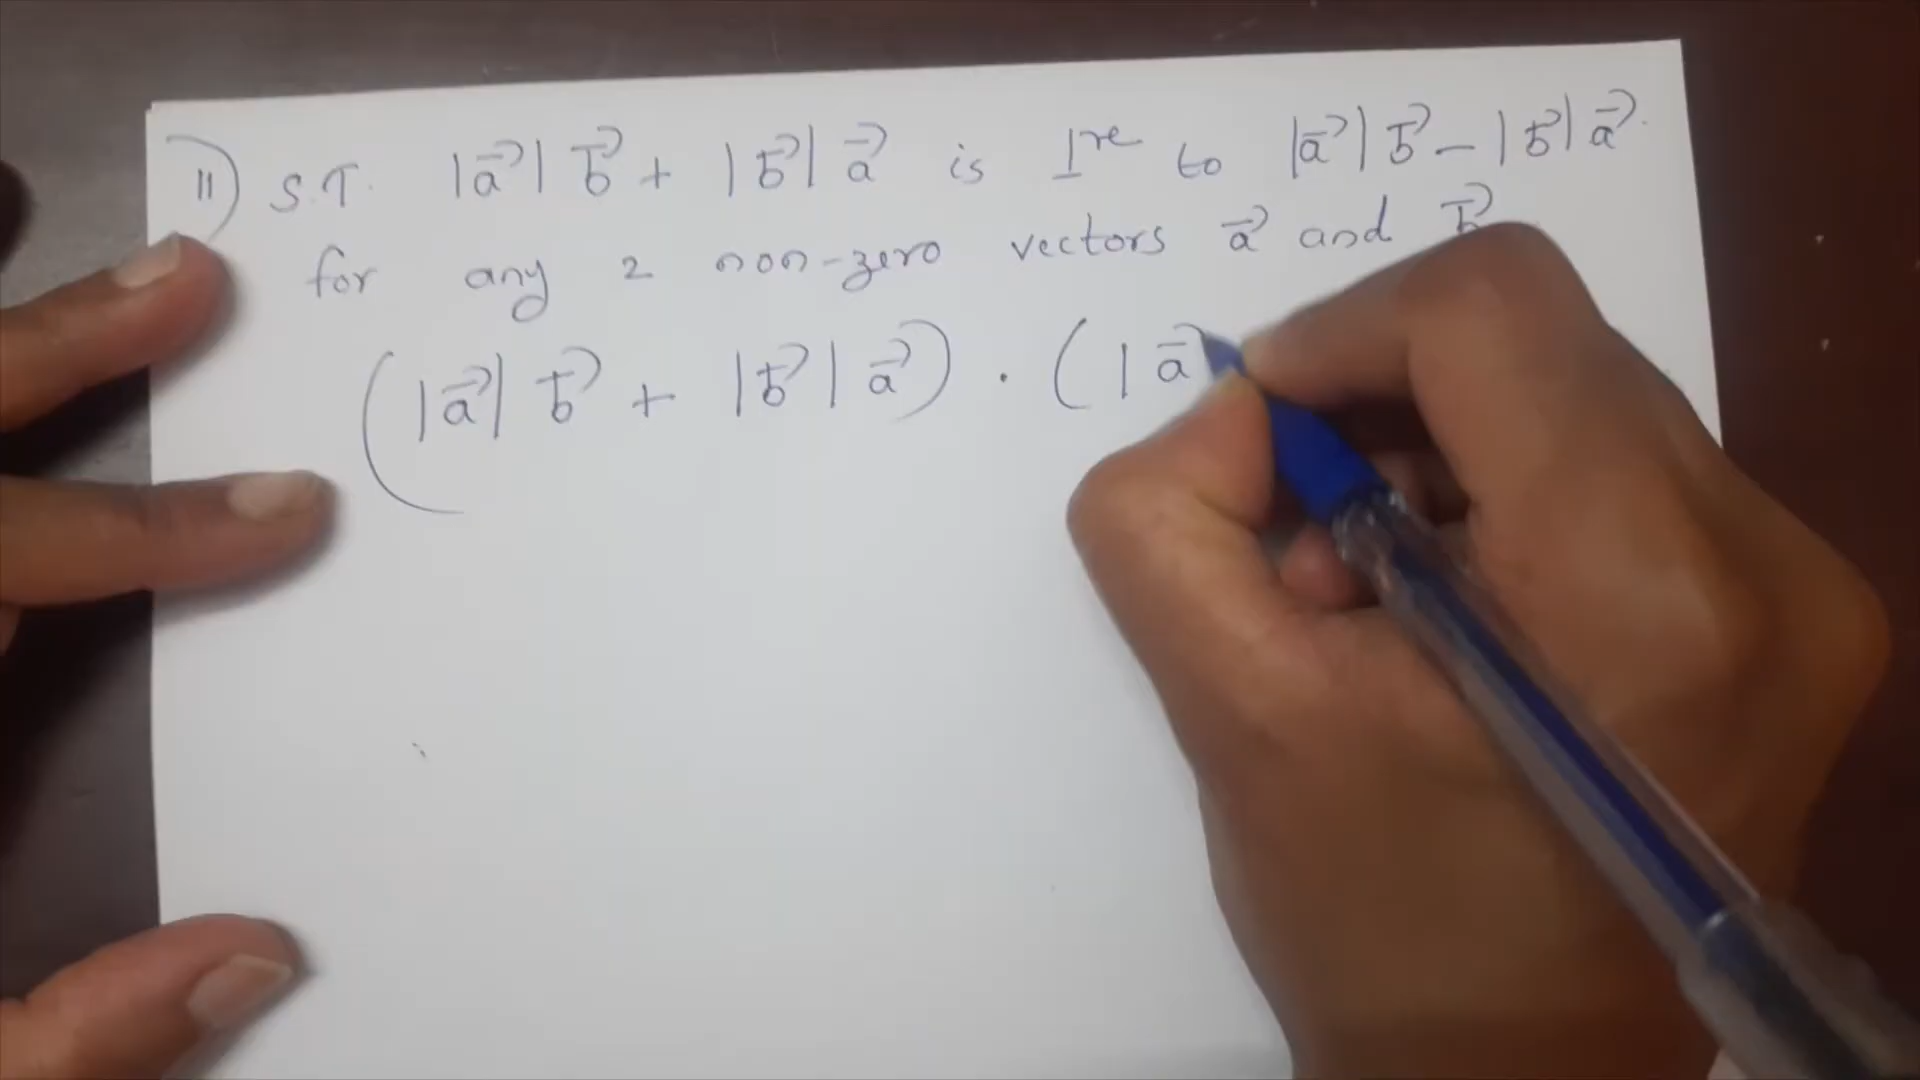 11) S.T. |a⃗| b⃗ + |b⃗| a⃗ is ⊥re to |a⃗| b⃗ - |b⃗| a⃗.
for any 2 non-zero vectors a⃗ and b⃗
(|a⃗| b⃗ + |b⃗| a⃗) . (|a⃗